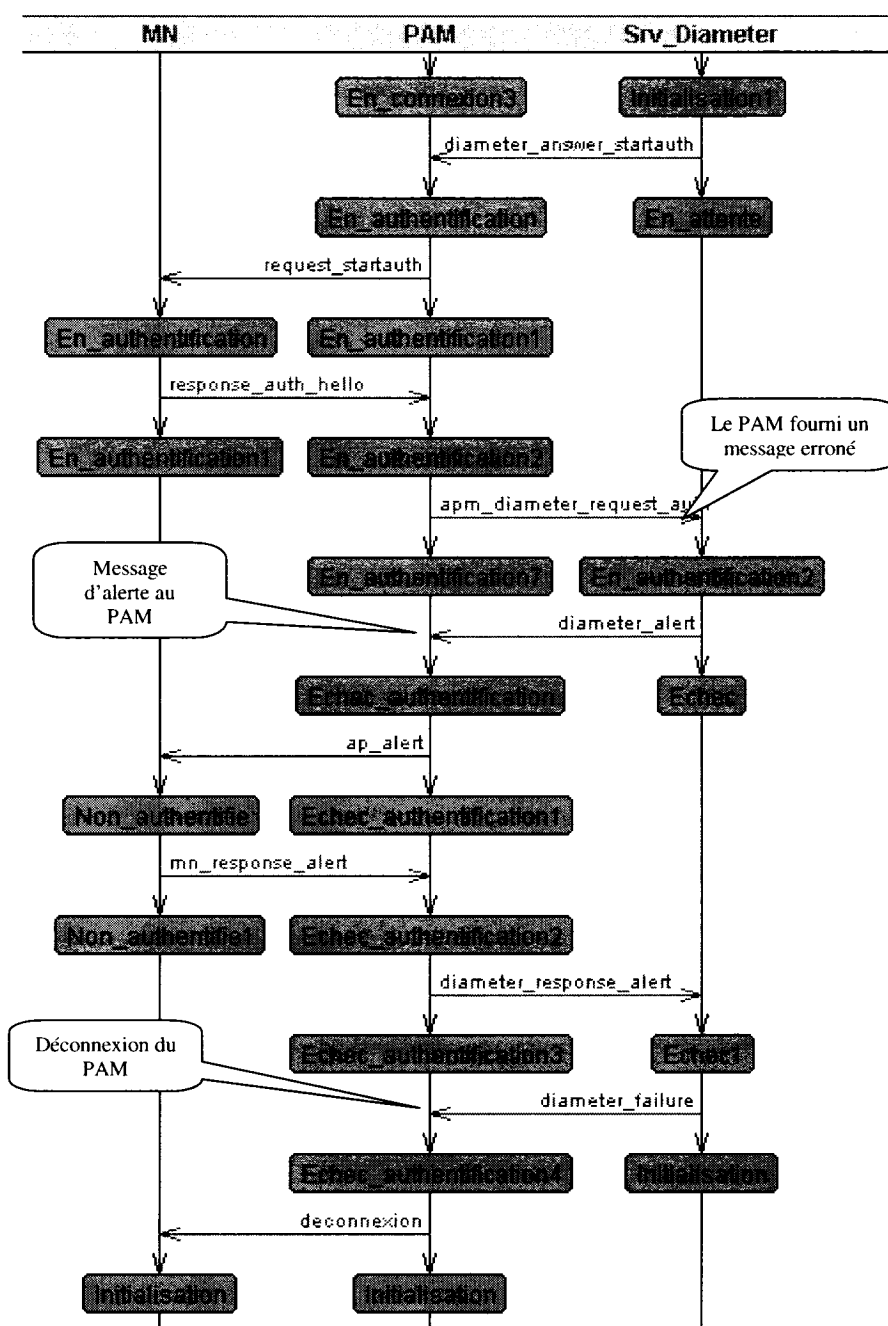 MN PAM Srv_Diameter
En_connexion3 Initialisation1
diameter_answer_startauth
En_authentification En_attente
request_startauth
En_authentification En_authentification1
response_auth_hello
Le PAM fourni un
message erroné
En_authentification1 En_authentification2
apm_diameter_request_au
Message
d'alerte au
PAM
En_authentification7 En_authentification2
diameter_alert
Echec_authentification Echec
ap_alert
Non_authentifie Echec_authentification1
mn_response_alert
Non_authentifie1 Echec_authentification2
diameter_response_alert
Déconnexion du
PAM
Echec_authentification3 Echec1
diameter_failure
Echec_authentification4 Initialisation
deconnexion
Initialisation Initialisation